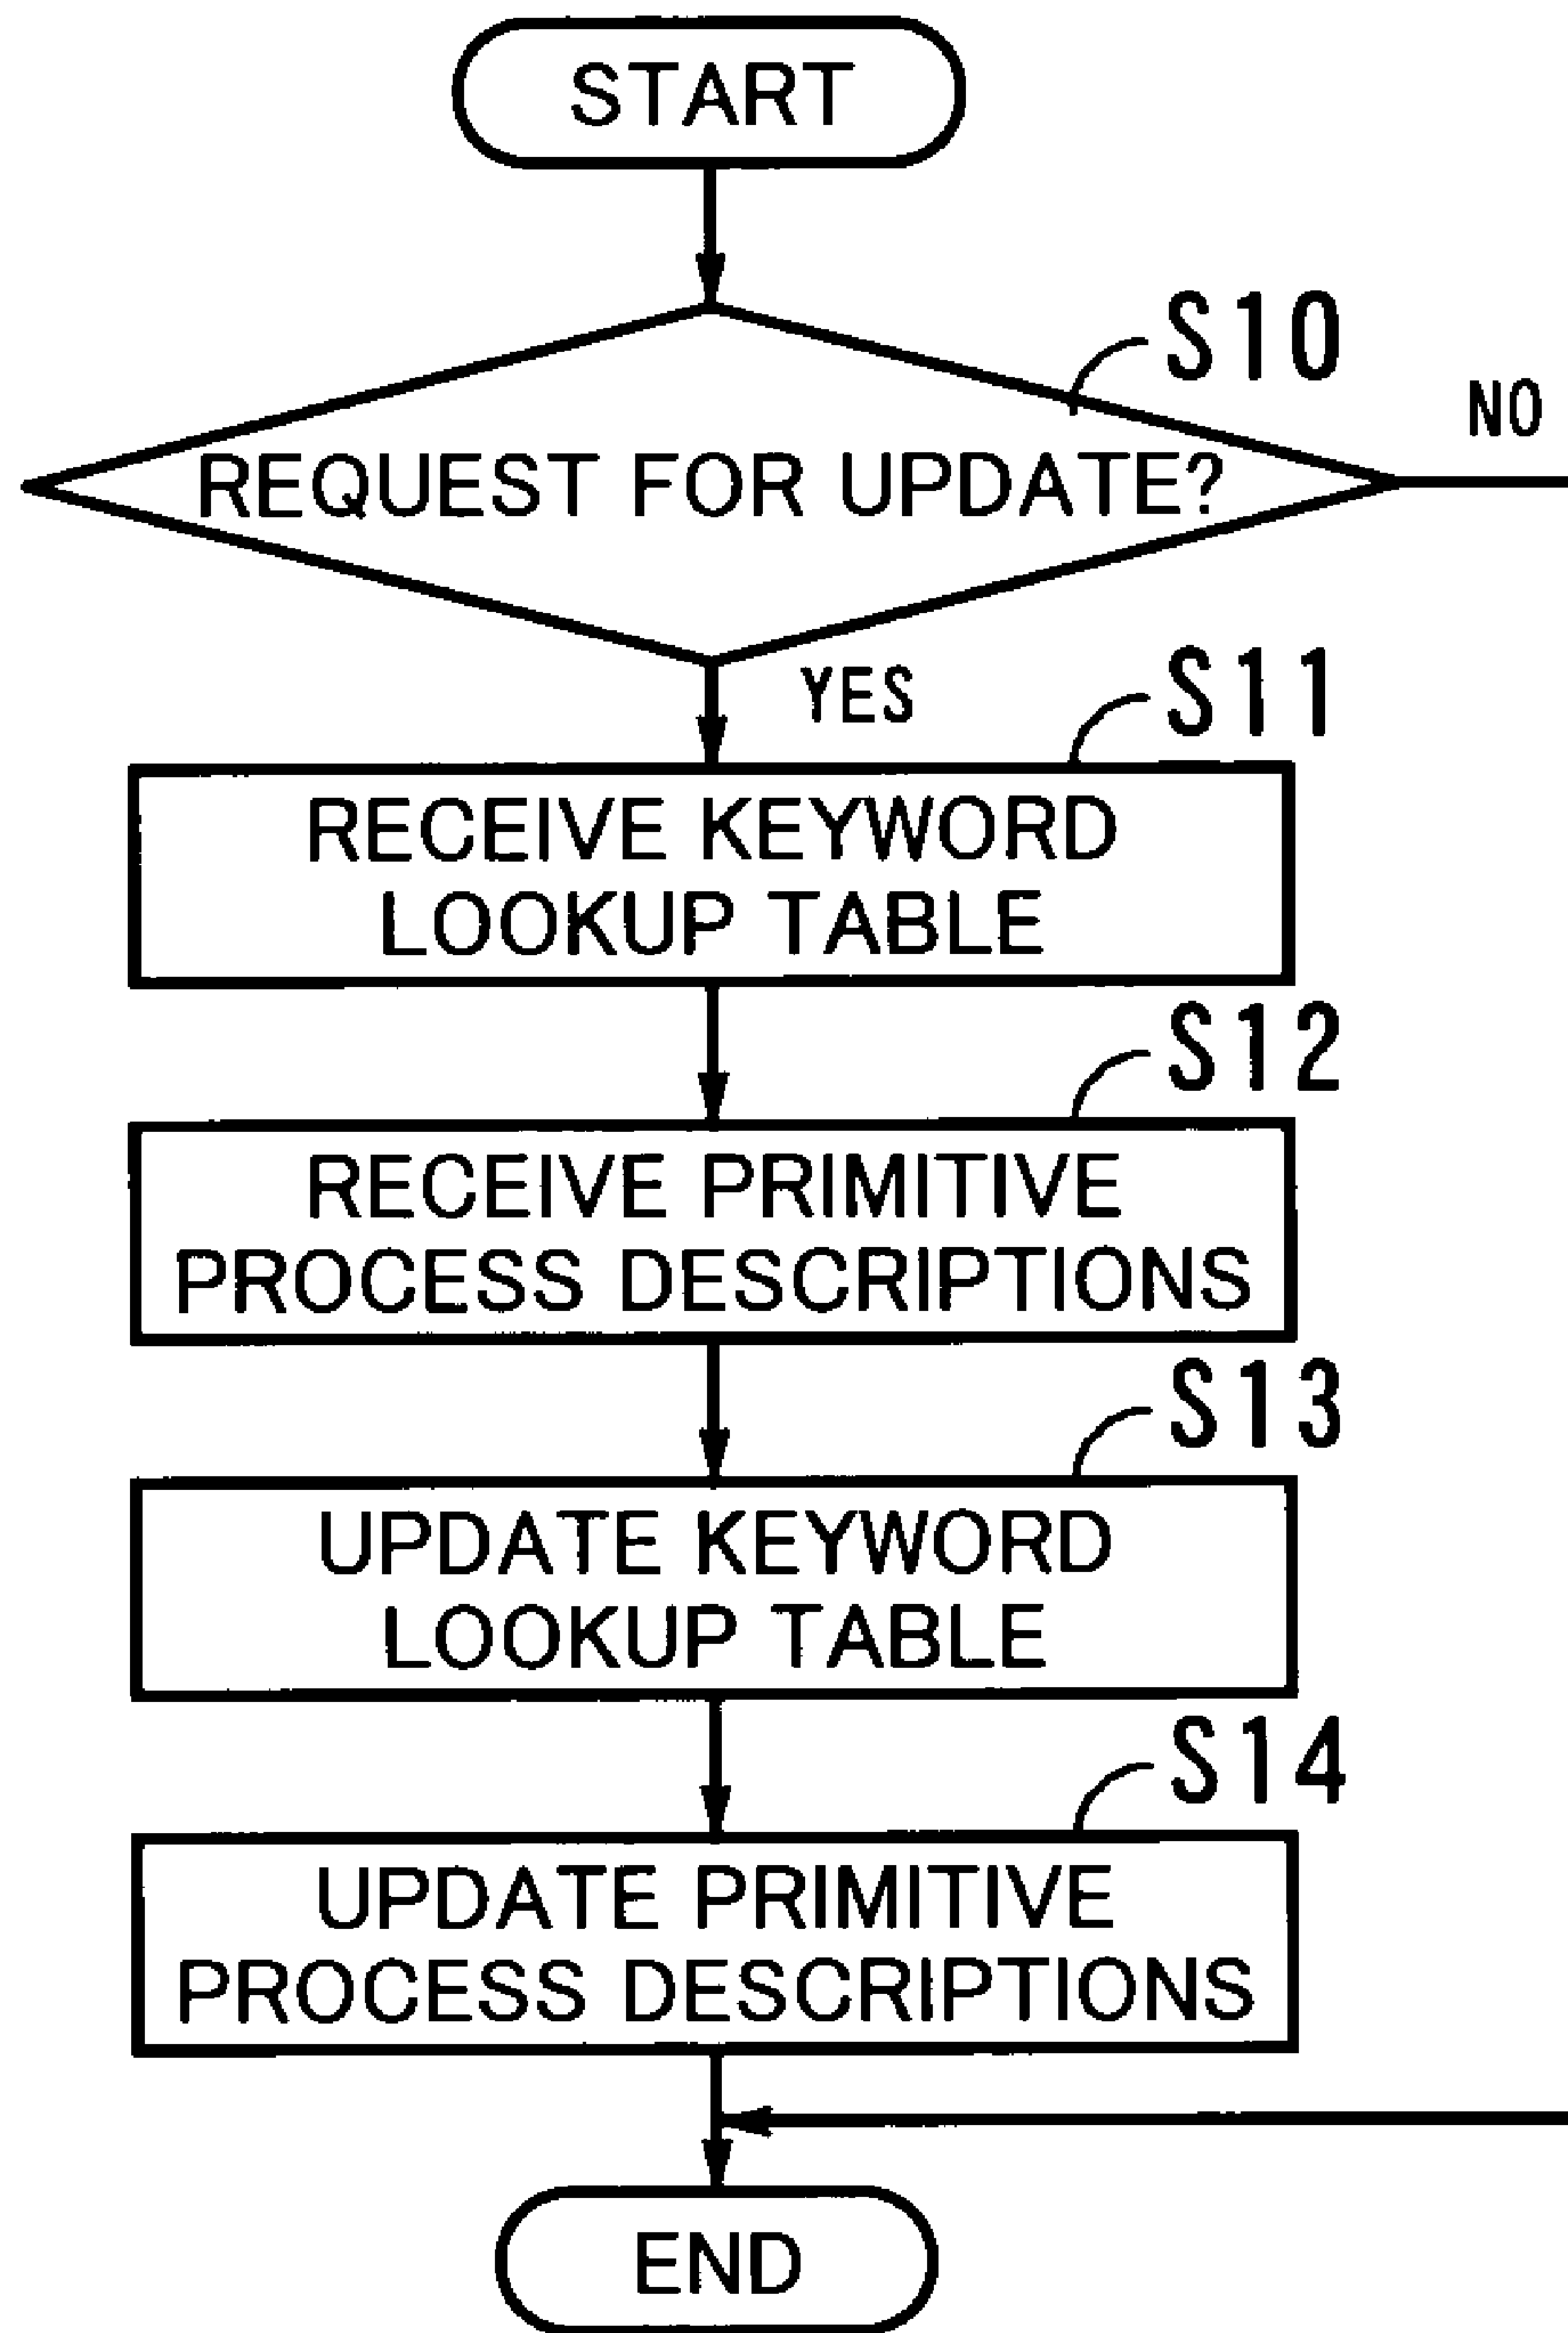 START
S10
NO
REQUEST FOR UPDATE?
YES
S11
RECEIVE KEYWORD
LOOKUP TABLE
S12
RECEIVE PRIMITIVE
PROCESS DESCRIPTIONS
S13
UPDATE KEYWORD
LOOKUP TABLE
S14
UPDATE PRIMITIVE
PROCESS DESCRIPTIONS
END